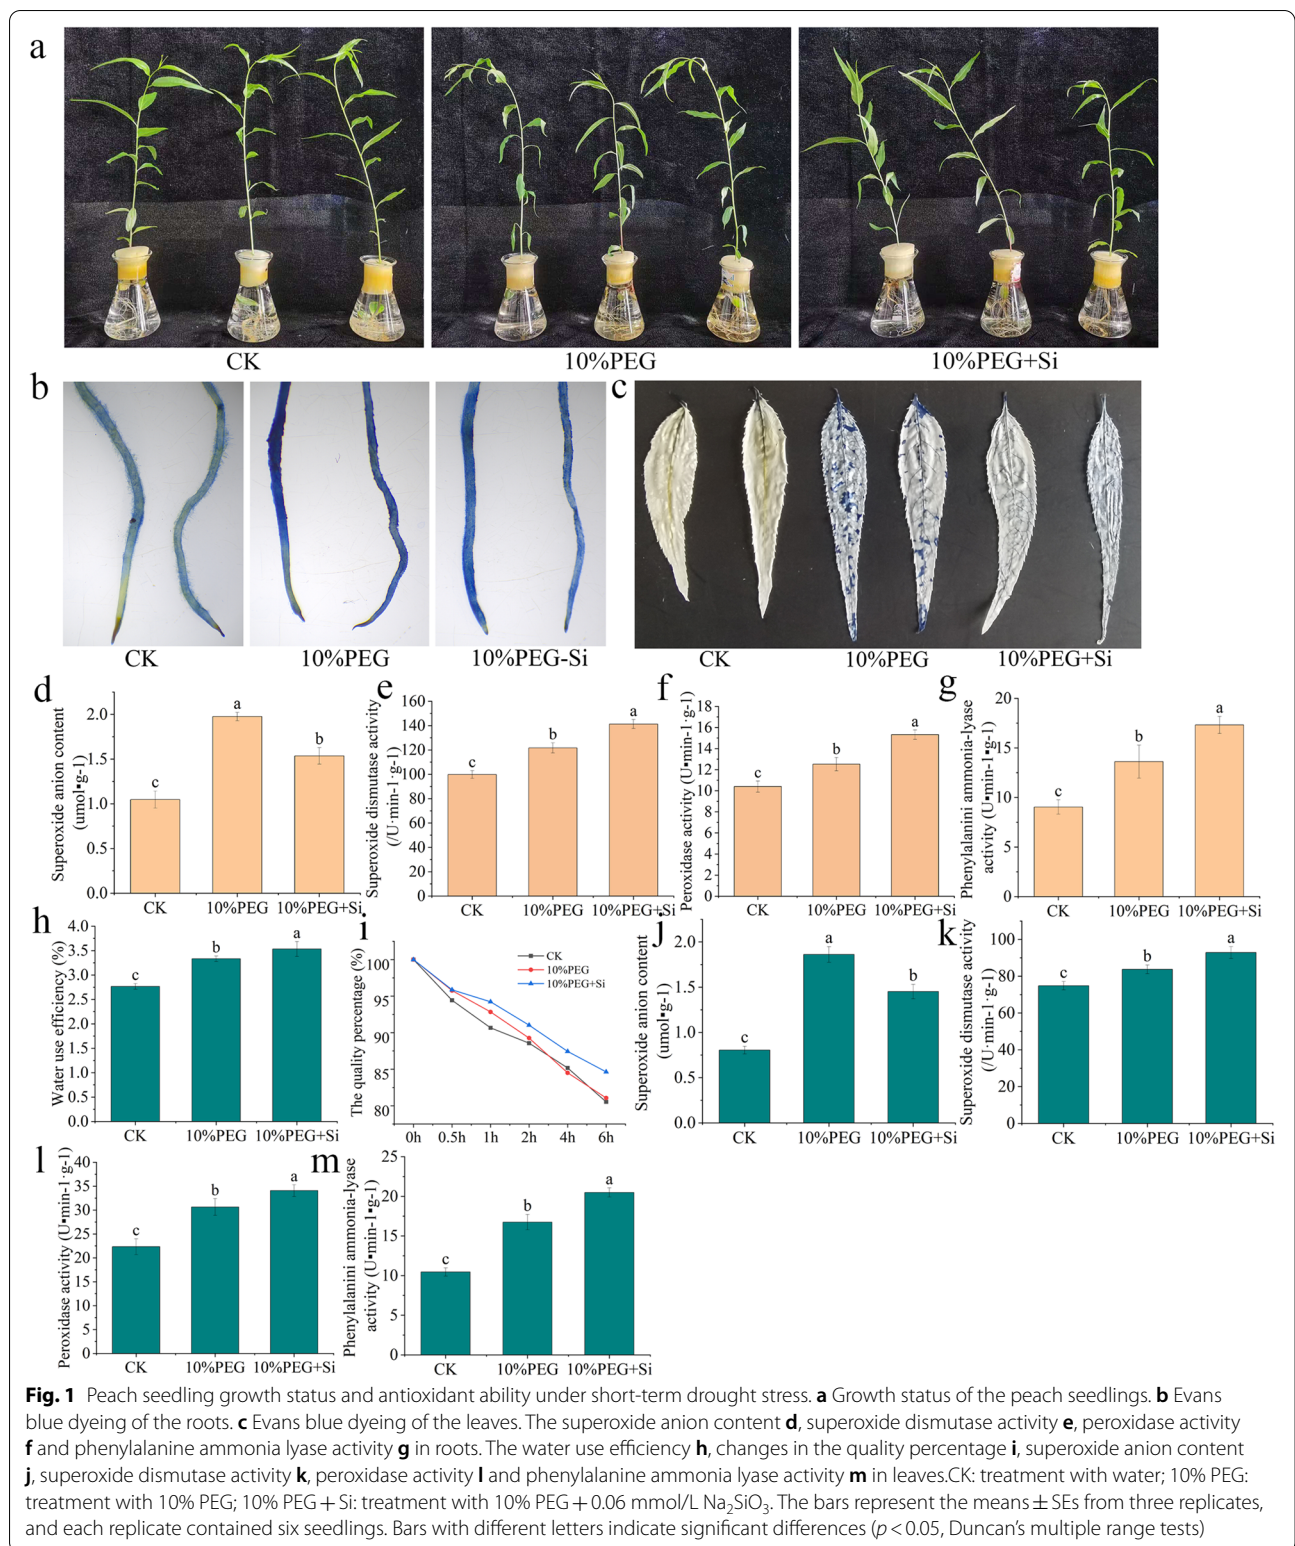 a
CK
10%PEG
10%PEG+Si
b
CK
10%PEG
10%PEG-Si
c
CK
10%PEG
10%PEG+Si
d
Superoxide anion content
(umol▪g-1)
2.0
1.5
1.0
0.5
0.0
c
a
b
CK
10%PEG
10%PEG+Si
e
Superoxide dismutase activity
(/U·min-1·g-1)
160
140
120
100
80
60
40
20
0
c
b
a
CK
10%PEG
10%PEG+Si
f
Peroxidase activity (U▪min-1·g-1)
18
16
14
12
10
8
6
4
2
0
c
b
a
CK
10%PEG
10%PEG+Si
g
Phenylalanini ammonia-lyase
activity (U▪min-1▪g-1)
20
15
10
5
0
c
b
a
CK
10%PEG
10%PEG+Si
h
Water use efficiency (%)
4.0
3.5
3.0
2.5
2.0
1.5
1.0
0.5
0.0
c
b
a
CK
10%PEG
10%PEG+Si
i
The quality percentage (%)
100
95
90
85
80
CK
10%PEG
10%PEG+Si
0h
0.5h
1h
2h
4h
6h
j
Superoxide anion content
(umol▪g-1)
2.0
1.5
1.0
0.5
0.0
c
a
b
CK
10%PEG
10%PEG+Si
k
Superoxide dismutase activity
(/U·min-1·g-1)
100
80
60
40
20
0
c
b
a
CK
10%PEG
10%PEG+Si
l
Peroxidase activity (U▪min-1·g-1)
40
35
30
25
20
15
10
5
0
c
b
a
CK
10%PEG
10%PEG+Si
m
Phenylalanini ammonia-lyase
activity (U▪min-1▪g-1)
25
20
15
10
5
0
c
b
a
CK
10%PEG
10%PEG+Si
Fig. 1 Peach seedling growth status and antioxidant ability under short-term drought stress. a Growth status of the peach seedlings. b Evans
blue dyeing of the roots. c Evans blue dyeing of the leaves. The superoxide anion content d, superoxide dismutase activity e, peroxidase activity
f and phenylalanine ammonia lyase activity g in roots. The water use efficiency h, changes in the quality percentage i, superoxide anion content
j, superoxide dismutase activity k, peroxidase activity l and phenylalanine ammonia lyase activity m in leaves.CK: treatment with water; 10% PEG:
treatment with 10% PEG; 10% PEG + Si: treatment with 10% PEG + 0.06 mmol/L Na₂SiO₃. The bars represent the means ± SEs from three replicates,
and each replicate contained six seedlings. Bars with different letters indicate significant differences (p < 0.05, Duncan's multiple range tests)